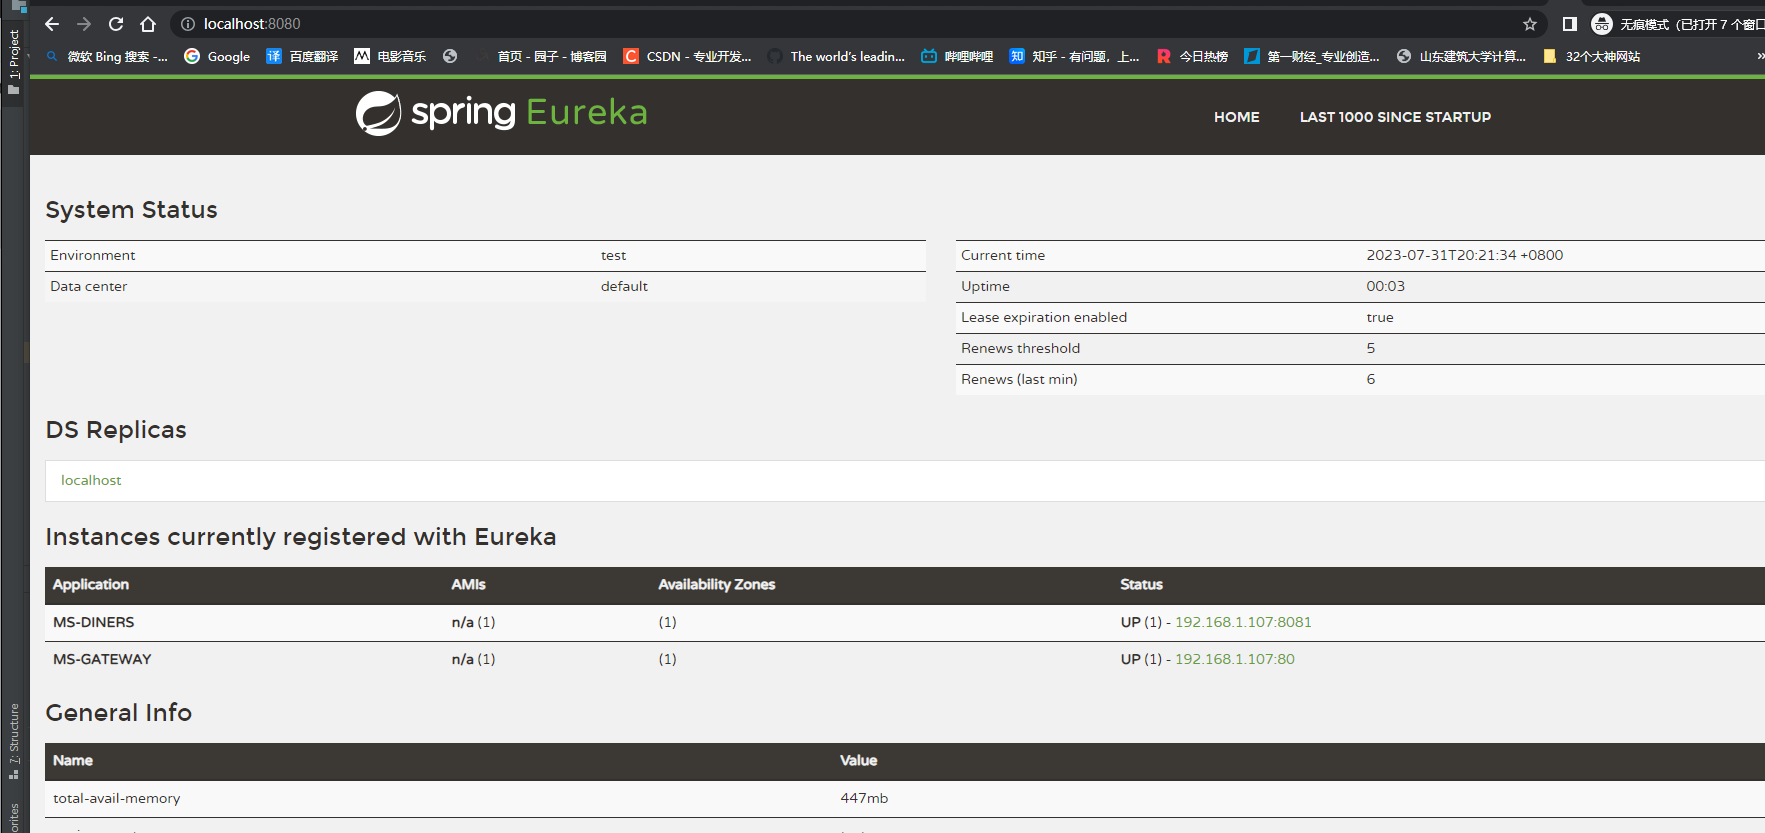 localhost:8080
无痕模式（已打开 7 个窗口
微软 Bing 搜索 -... Google 百度翻译 电影音乐 首页 - 园子 - 博客园 CSDN - 专业开发... The world's leadin... 哔哩哔哩 知乎 - 有问题，上... 今日热榜 第一财经_专业创造... 山东建筑大学计算... 32个大神网站 »
1: Project
spring Eureka
HOME LAST 1000 SINCE STARTUP
System Status
Environment test
Data center default
Current time 2023-07-31T20:21:34 +0800
Uptime 00:03
Lease expiration enabled true
Renews threshold 5
Renews (last min) 6
DS Replicas
localhost
Instances currently registered with Eureka
Application AMIs Availability Zones Status
MS-DINERS n/a (1) (1) UP (1) - 192.168.1.107:8081
MS-GATEWAY n/a (1) (1) UP (1) - 192.168.1.107:80
General Info
Name Value
total-avail-memory 447mb
7: Structure
orites